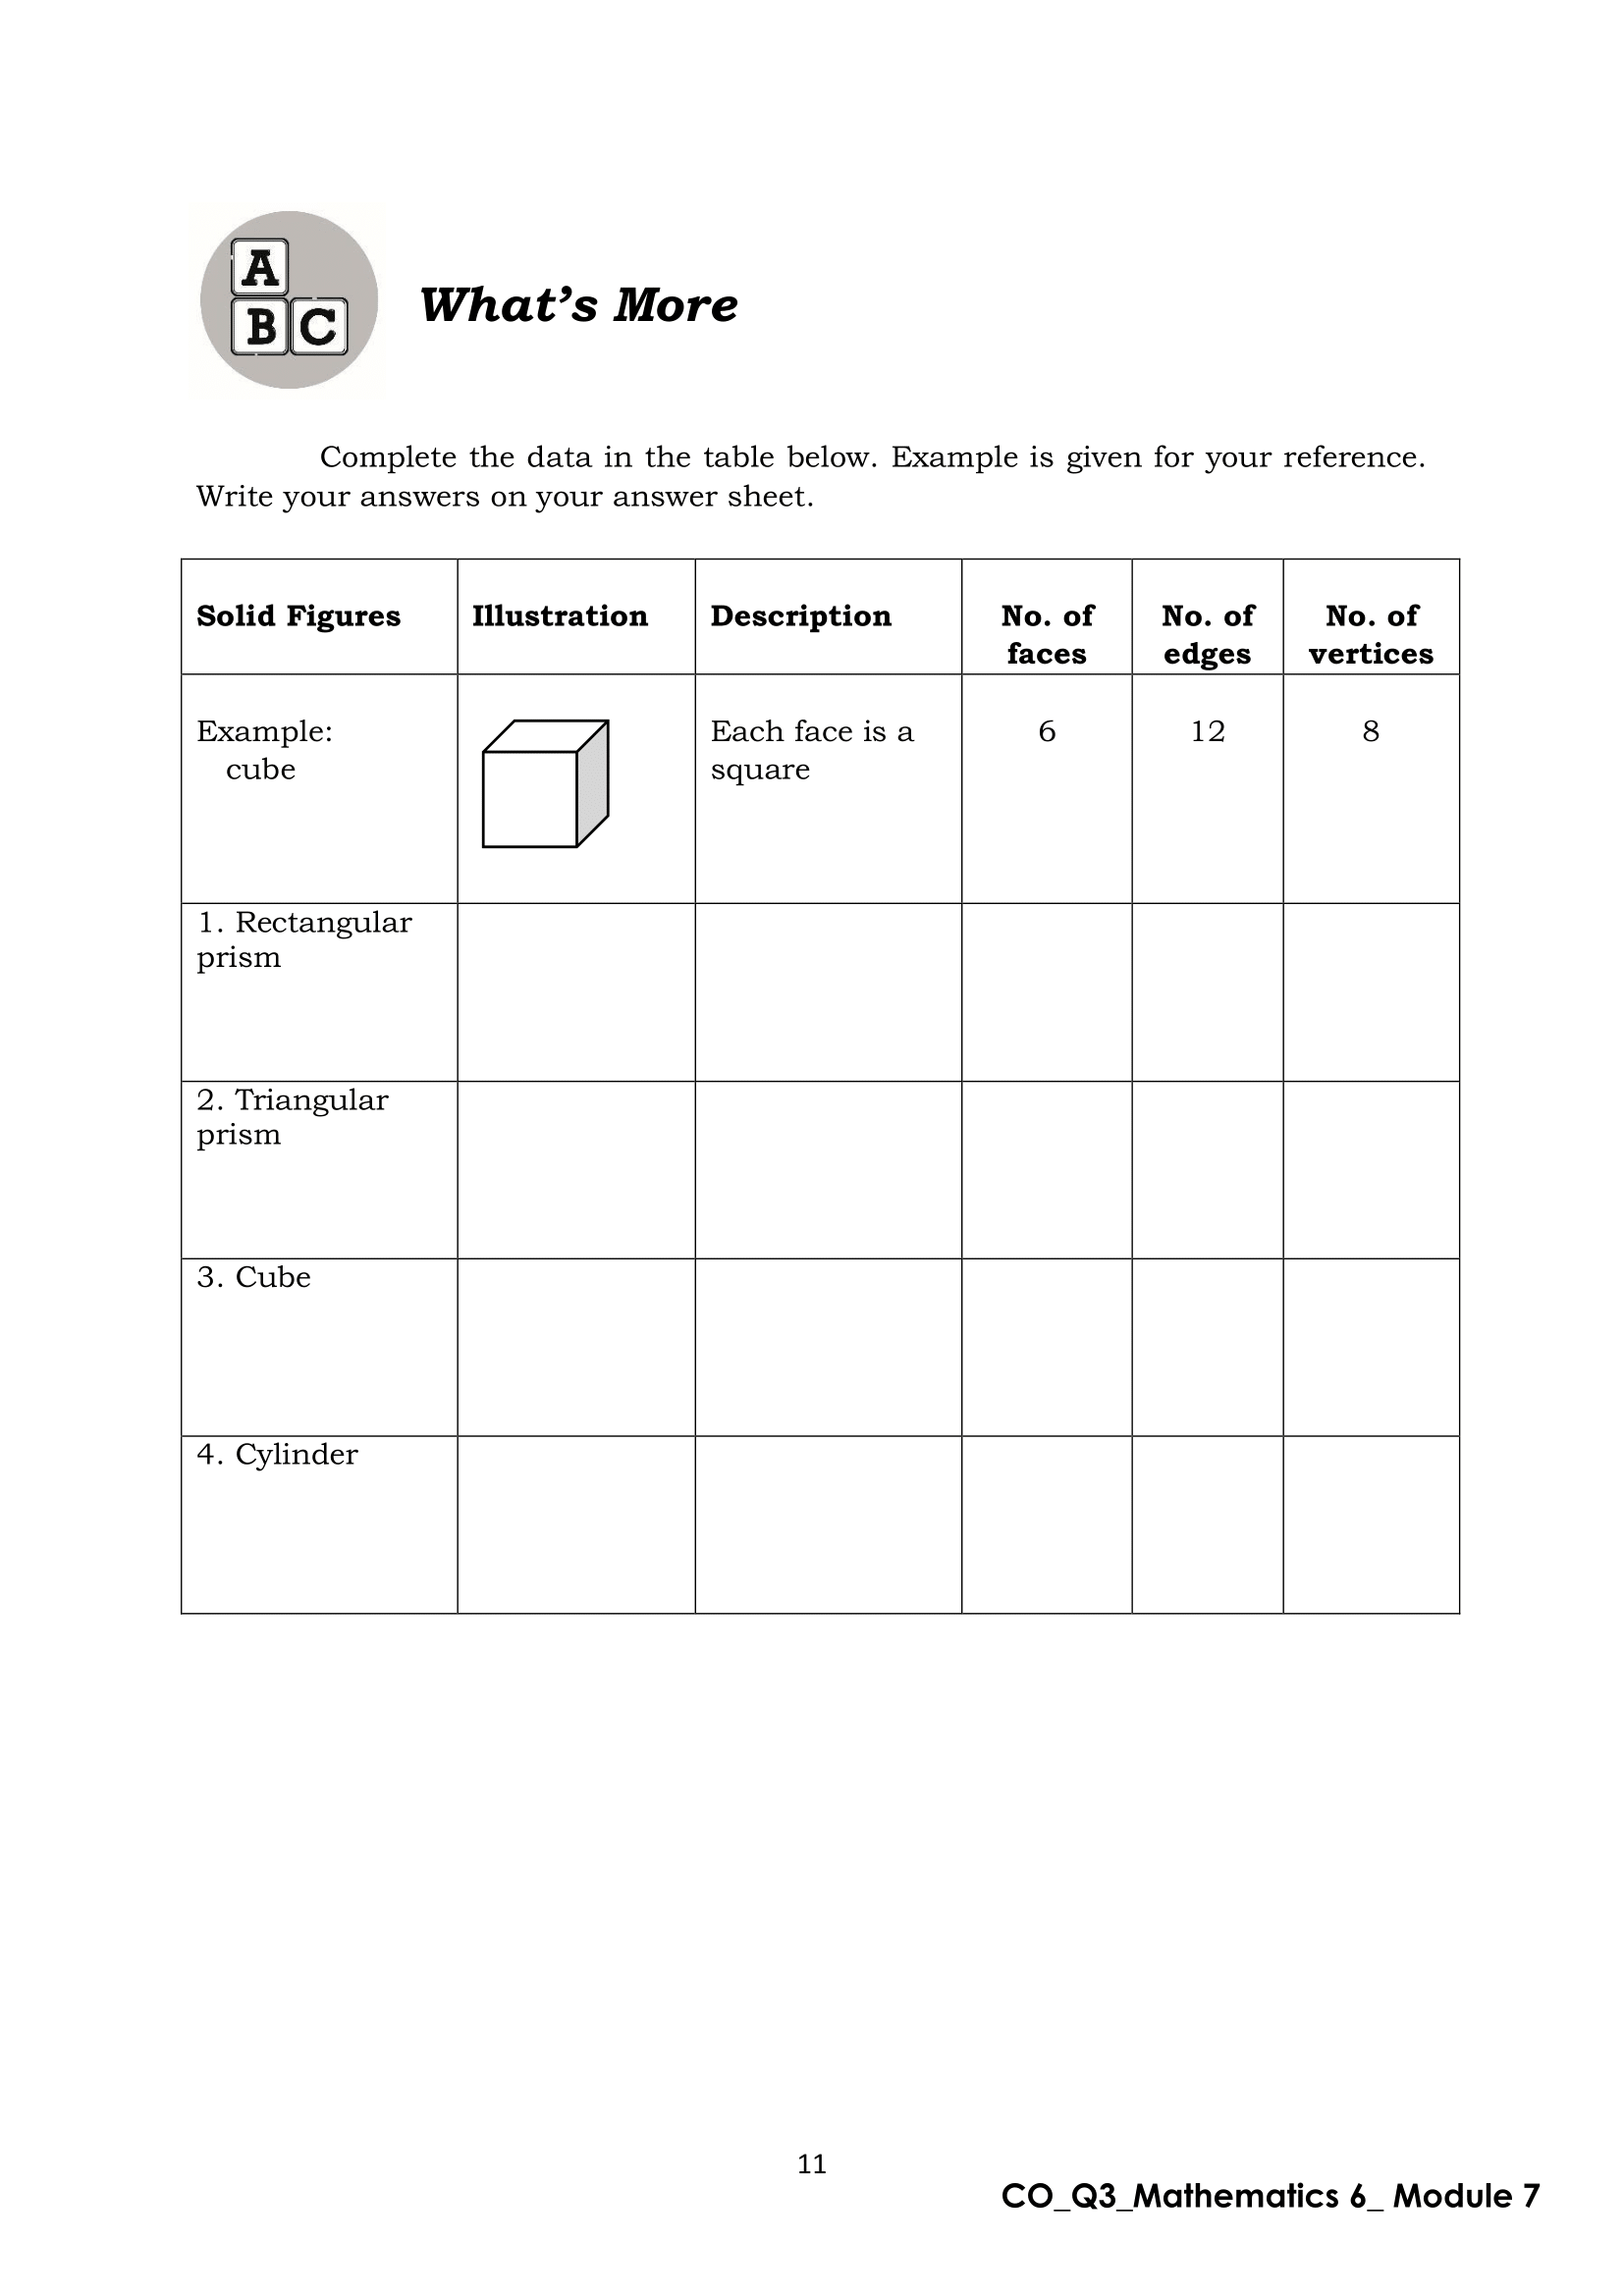 A
B C
What's More
Complete the data in the table below. Example is given for your reference.
Write your answers on your answer sheet.
Solid Figures Illustration Description No. of faces No. of edges No. of vertices
Example:
cube
Each face is a
square
6 12 8
1. Rectangular
prism
2. Triangular
prism
3. Cube
4. Cylinder
11
CO_Q3_Mathematics 6_ Module 7